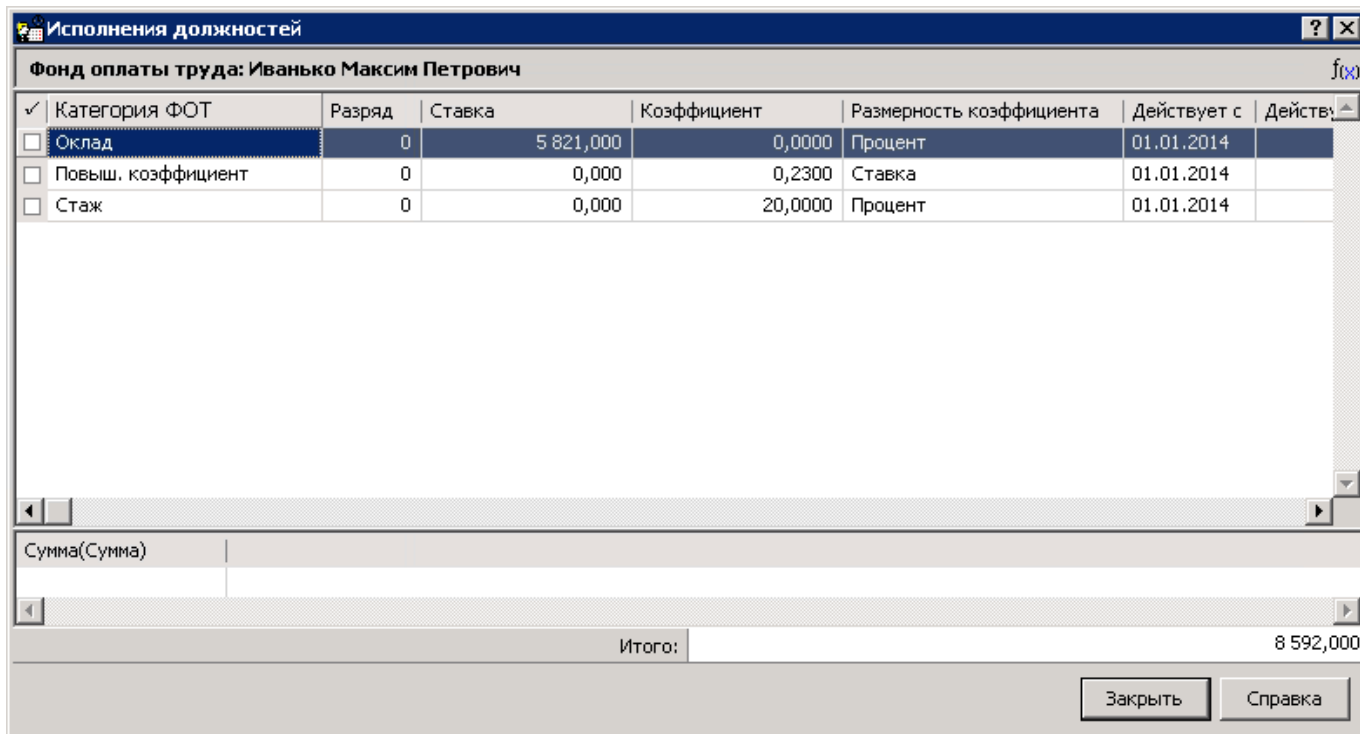 Исполнения должностей
Фонд оплаты труда: Иванько Максим Петрович f(x)
Категория ФОТ Разряд Ставка Коэффициент Размерность коэффициента Действует с Действу
Оклад 0 5 821,000 0,0000 Процент 01.01.2014
Повыш. коэффициент 0 0,000 0,2300 Ставка 01.01.2014
Стаж 0 0,000 20,0000 Процент 01.01.2014
Сумма(Сумма)
Итого: 8 592,000
Закрыть Справка